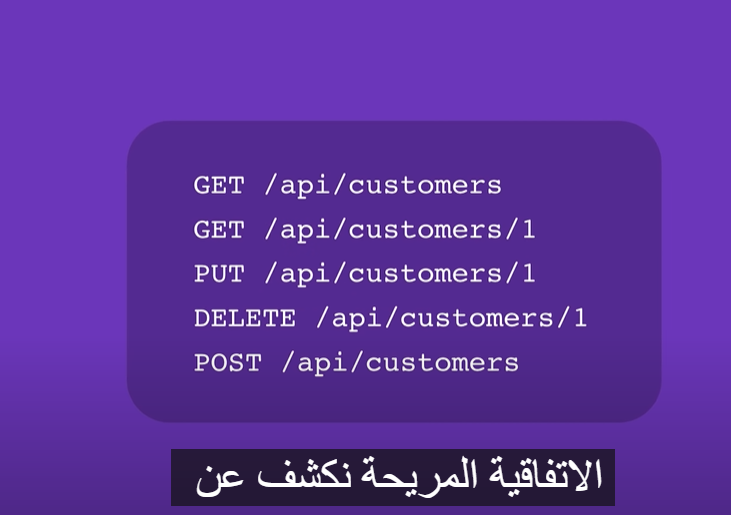 GET /api/customers
GET /api/customers/1
PUT /api/customers/1
DELETE /api/customers/1
POST /api/customers
الاتفاقية المريحة نكشف عن